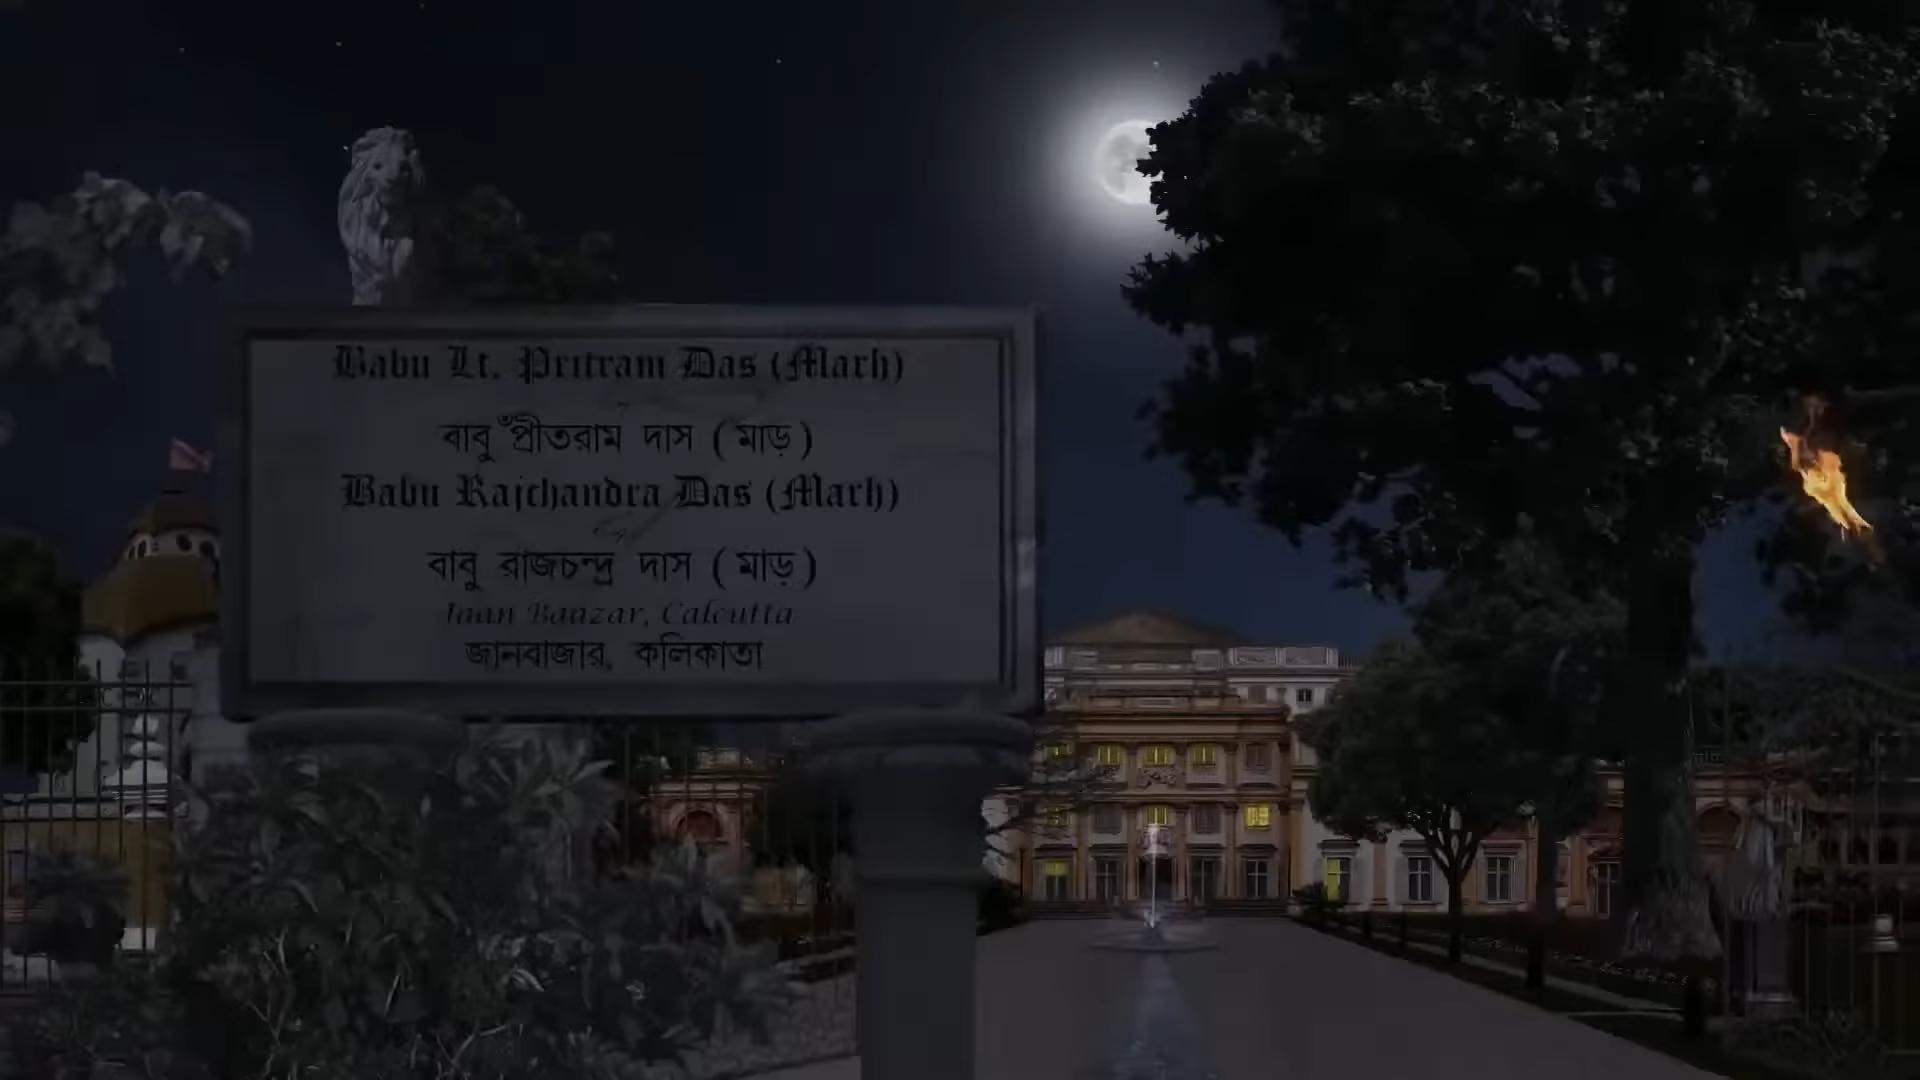 Babu Lt. Pritram Das (Marh)
বাবু ঁপ্রীতরাম দাস ( মাড় )
Babu Rajchandra Das (Marh)
বাবু রাজচন্দ্র দাস ( মাড় )
Jaan Baazar, Calcutta
জানবাজার, কলিকাতা